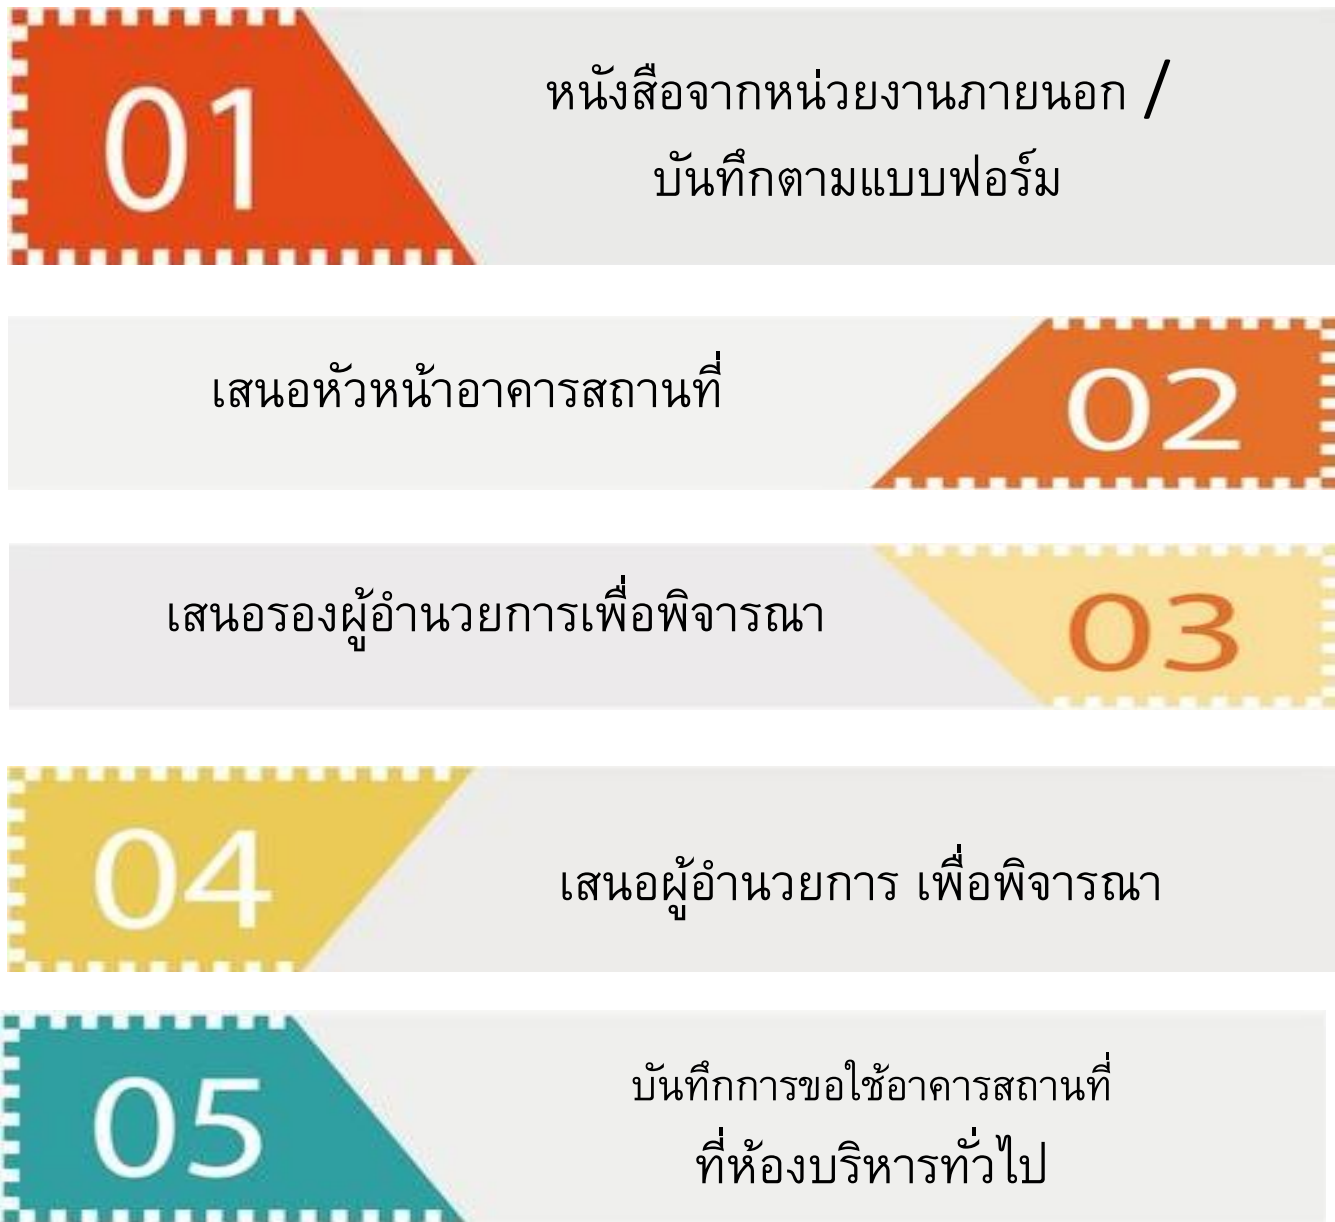 01
หนังสือจากหน่วยงานภายนอก /
บันทึกตามแบบฟอร์ม
เสนอหัวหน้าอาคารสถานที่
02
เสนอรองผู้อำนวยการเพื่อพิจารณา
03
04
เสนอผู้อำนวยการ เพื่อพิจารณา
05
บันทึกการขอใช้อาคารสถานที่
ที่ห้องบริหารทั่วไป